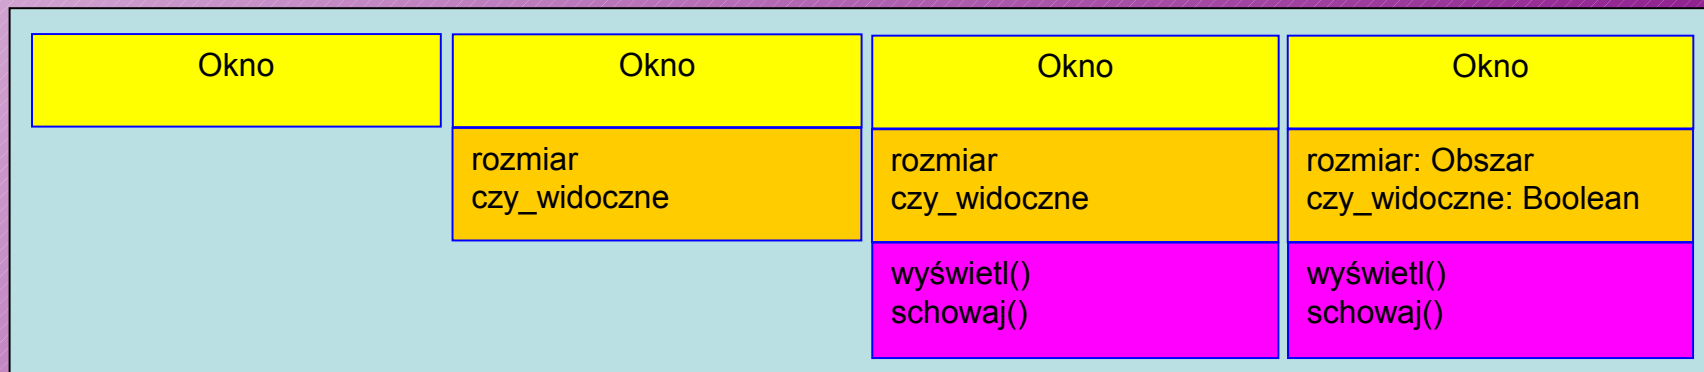 Okno
Okno
rozmiar
czy_widoczne
Okno
rozmiar
czy_widoczne
wyświetl()
schowaj()
Okno
rozmiar: Obszar
czy_widoczne: Boolean
wyświetl()
schowaj()